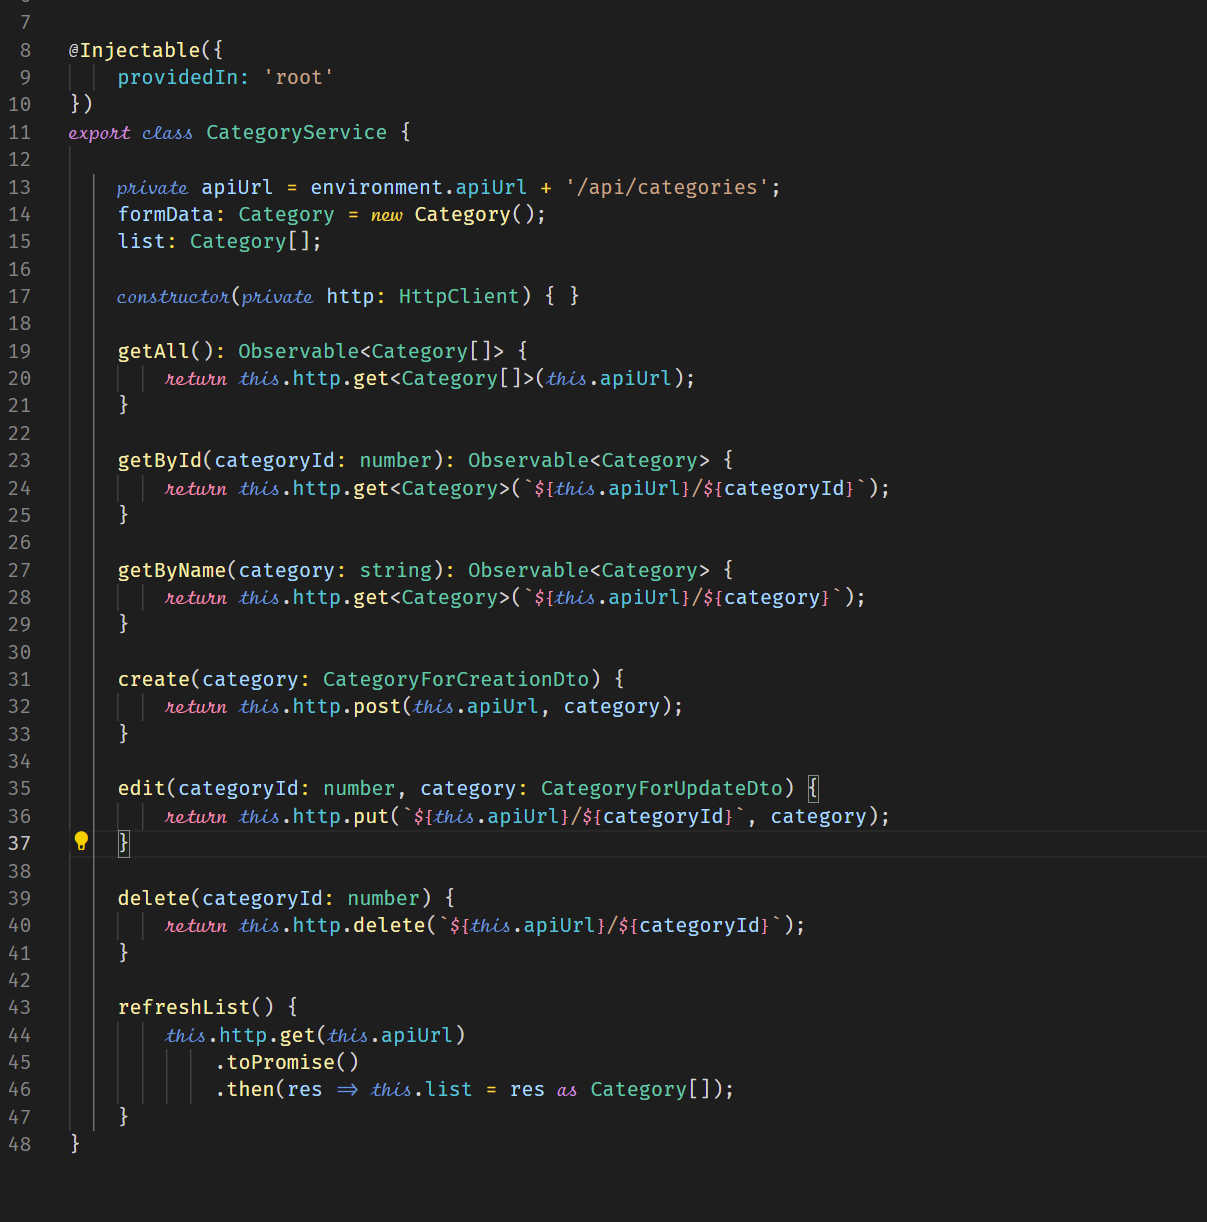 7
8 @Injectable({
9     providedIn: 'root'
10 })
11 export class CategoryService {
12
13     private apiUrl = environment.apiUrl + '/api/categories';
14     formData: Category = new Category();
15     list: Category[];
16
17     constructor(private http: HttpClient) { }
18
19     getAll(): Observable<Category[]> {
20         return this.http.get<Category[]>(this.apiUrl);
21     }
22
23     getById(categoryId: number): Observable<Category> {
24         return this.http.get<Category>(`${this.apiUrl}/${categoryId}`);
25     }
26
27     getByName(category: string): Observable<Category> {
28         return this.http.get<Category>(`${this.apiUrl}/${category}`);
29     }
30
31     create(category: CategoryForCreationDto) {
32         return this.http.post(this.apiUrl, category);
33     }
34
35     edit(categoryId: number, category: CategoryForUpdateDto) {
36         return this.http.put(`${this.apiUrl}/${categoryId}`, category);
37     }
38
39     delete(categoryId: number) {
40         return this.http.delete(`${this.apiUrl}/${categoryId}`);
41     }
42
43     refreshList() {
44         this.http.get(this.apiUrl)
45             .toPromise()
46             .then(res => this.list = res as Category[]);
47     }
48 }